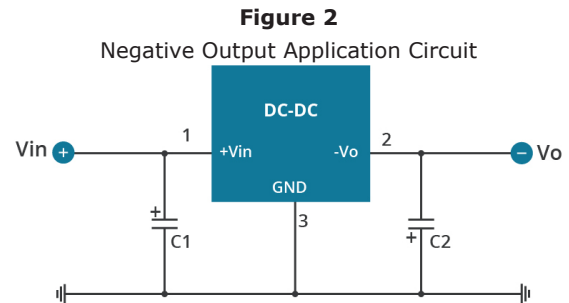 Figure 2
Negative Output Application Circuit
DC-DC
1
2
Vin +
+Vin
-Vo
− Vo
GND
3
+
C1
+
C2